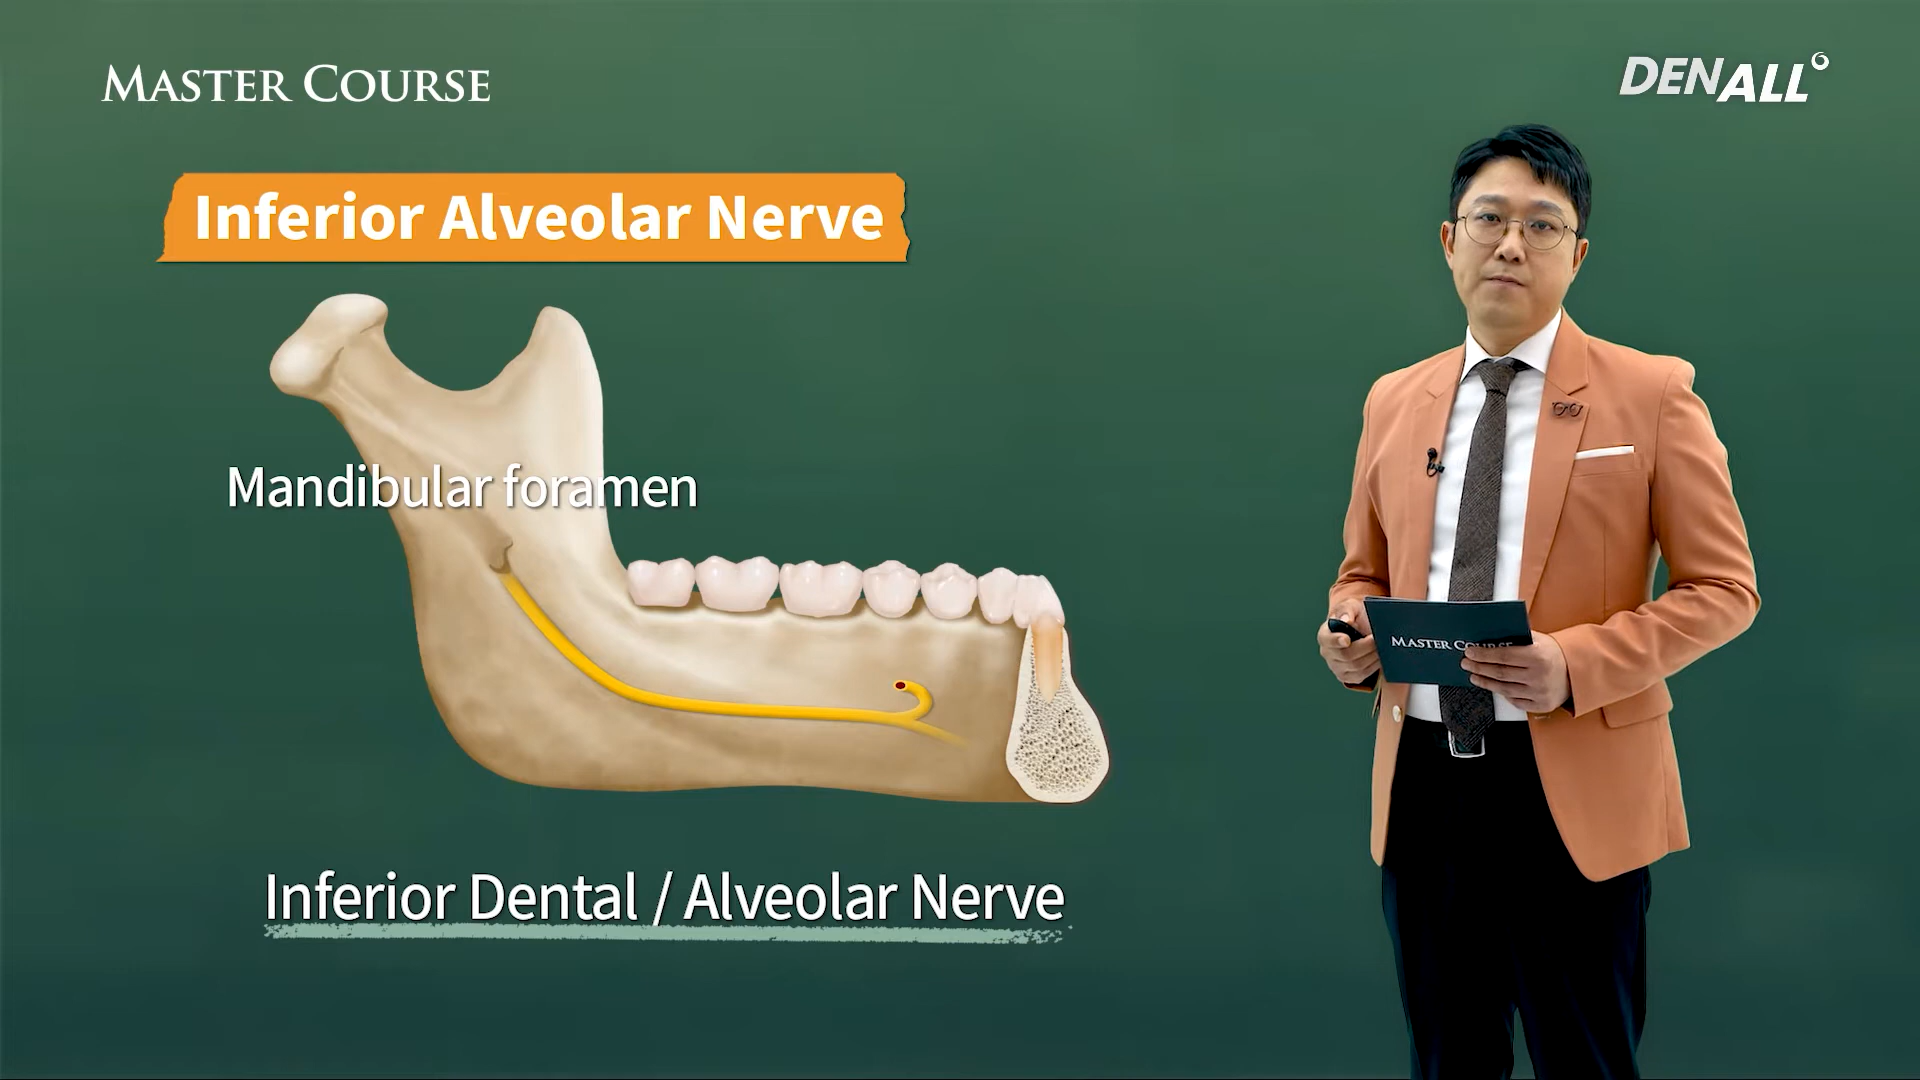 MASTER COURSE
DENALL
Inferior Alveolar Nerve
Mandibular foramen
MASTER COURSE
Inferior Dental / Alveolar Nerve